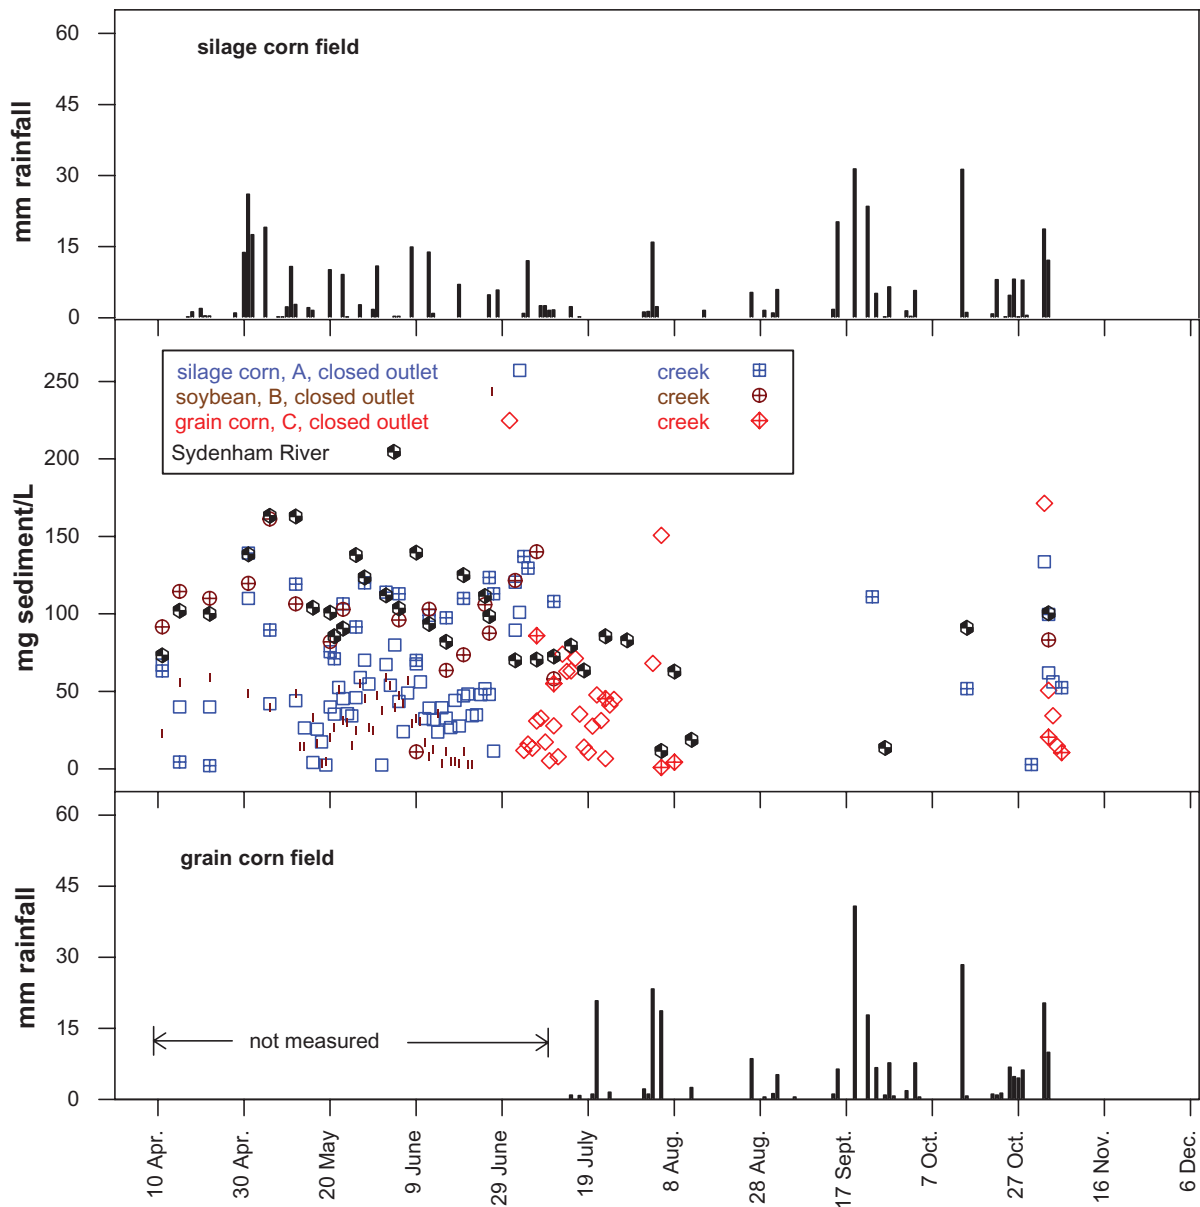 60
silage corn field
45
30
15
0
mm rainfall
silage corn, A, closed outlet creek
soybean, B, closed outlet creek
grain corn, C, closed outlet creek
Sydenham River
250
200
150
100
50
0
mg sediment/L
60
grain corn field
45
30
15
0
mm rainfall
not measured
10 Apr.
30 Apr.
20 May
9 June
29 June
19 July
8 Aug.
28 Aug.
17 Sept.
7 Oct.
27 Oct.
16 Nov.
6 Dec.